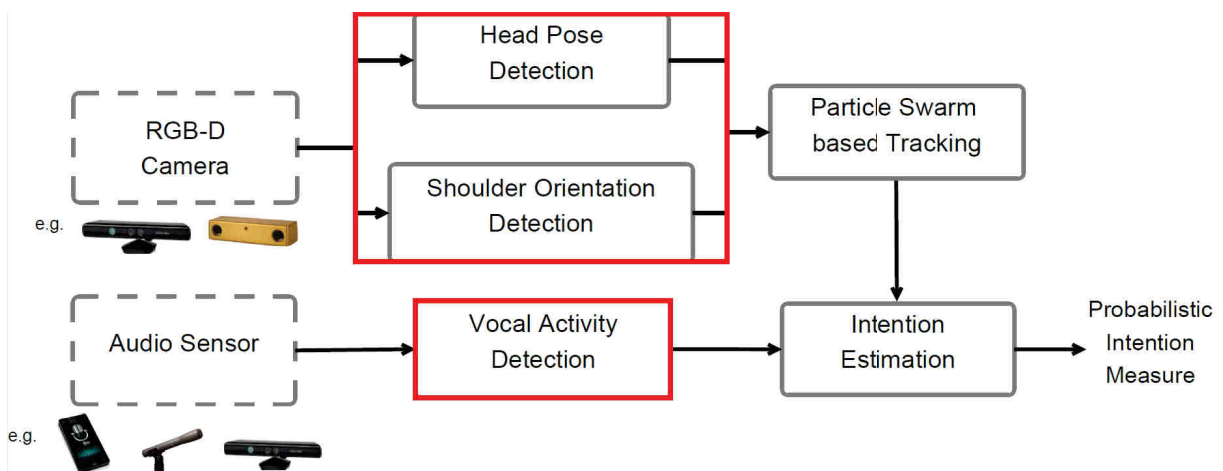 Head Pose
Detection
RGB-D
Camera
Particle Swarm
based Tracking
Shoulder Orientation
Detection
e.g.
Audio Sensor
Vocal Activity
Detection
Intention
Estimation
Probabilistic
Intention
Measure
e.g.